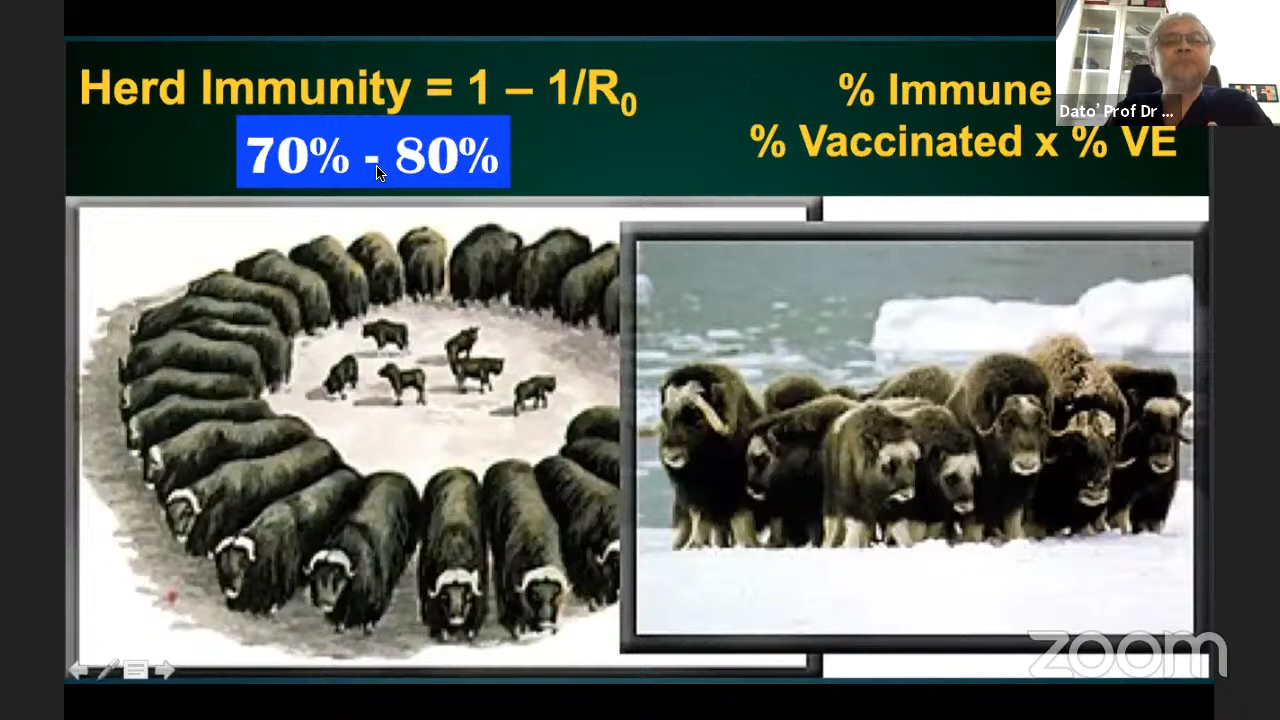 Herd Immunity = 1 – 1/R0
70% - 80%
% Immune
% Vaccinated x % VE
Dato' Prof Dr ...
zoom